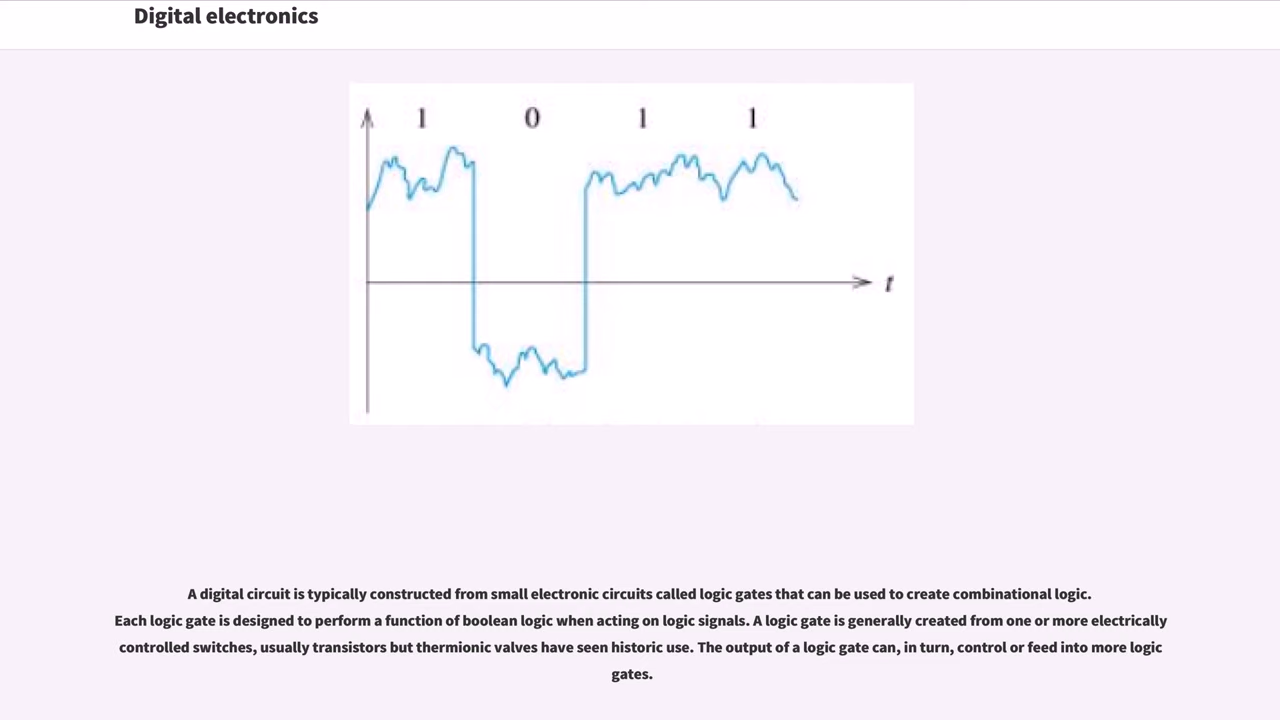 Digital electronics
1 0 1 1
t
A digital circuit is typically constructed from small electronic circuits called logic gates that can be used to create combinational logic.
Each logic gate is designed to perform a function of boolean logic when acting on logic signals. A logic gate is generally created from one or more electrically
controlled switches, usually transistors but thermionic valves have seen historic use. The output of a logic gate can, in turn, control or feed into more logic
gates.